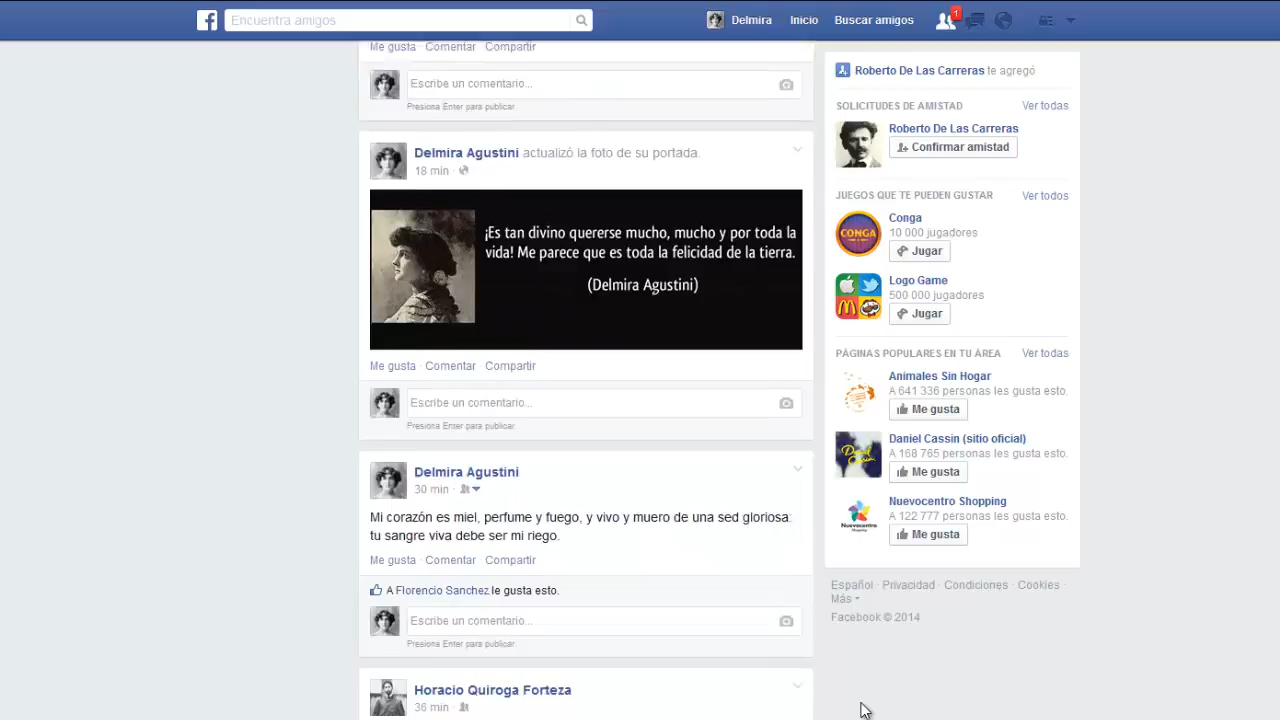 Encuentra amigos
Delmira
Inicio
Buscar amigos
1
Me gusta · Comentar · Compartir
Escribe un comentario...
Presiona Enter para publicar.
Delmira Agustini actualizó la foto de su portada.
18 min ·
¡Es tan divino quererse mucho, mucho y por toda la
vida! Me parece que es toda la felicidad de la tierra.
(Delmira Agustini)
Me gusta · Comentar · Compartir
Escribe un comentario...
Presiona Enter para publicar.
Delmira Agustini
30 min ·
Mi corazón es miel, perfume y fuego, y vivo y muero de una sed gloriosa:
tu sangre viva debe ser mi riego.
Me gusta · Comentar · Compartir
A Florencio Sanchez le gusta esto.
Escribe un comentario...
Presiona Enter para publicar.
Horacio Quiroga Forteza
36 min ·
Roberto De Las Carreras te agregó
SOLICITUDES DE AMISTAD
Ver todas
Roberto De Las Carreras
Confirmar amistad
JUEGOS QUE TE PUEDEN GUSTAR
Ver todos
CONGA
Conga
10 000 jugadores
Jugar
Logo Game
500 000 jugadores
Jugar
PÁGINAS POPULARES EN TU ÁREA
Ver todas
Animales Sin Hogar
A 641 336 personas les gusta esto.
Me gusta
Daniel Cassin (sitio oficial)
A 168 765 personas les gusta esto.
Me gusta
Nuevocentro Shopping
A 122 777 personas les gusta esto.
Me gusta
Nuevocentro
Shopping
Español · Privacidad · Condiciones · Cookies ·
Más
Facebook © 2014